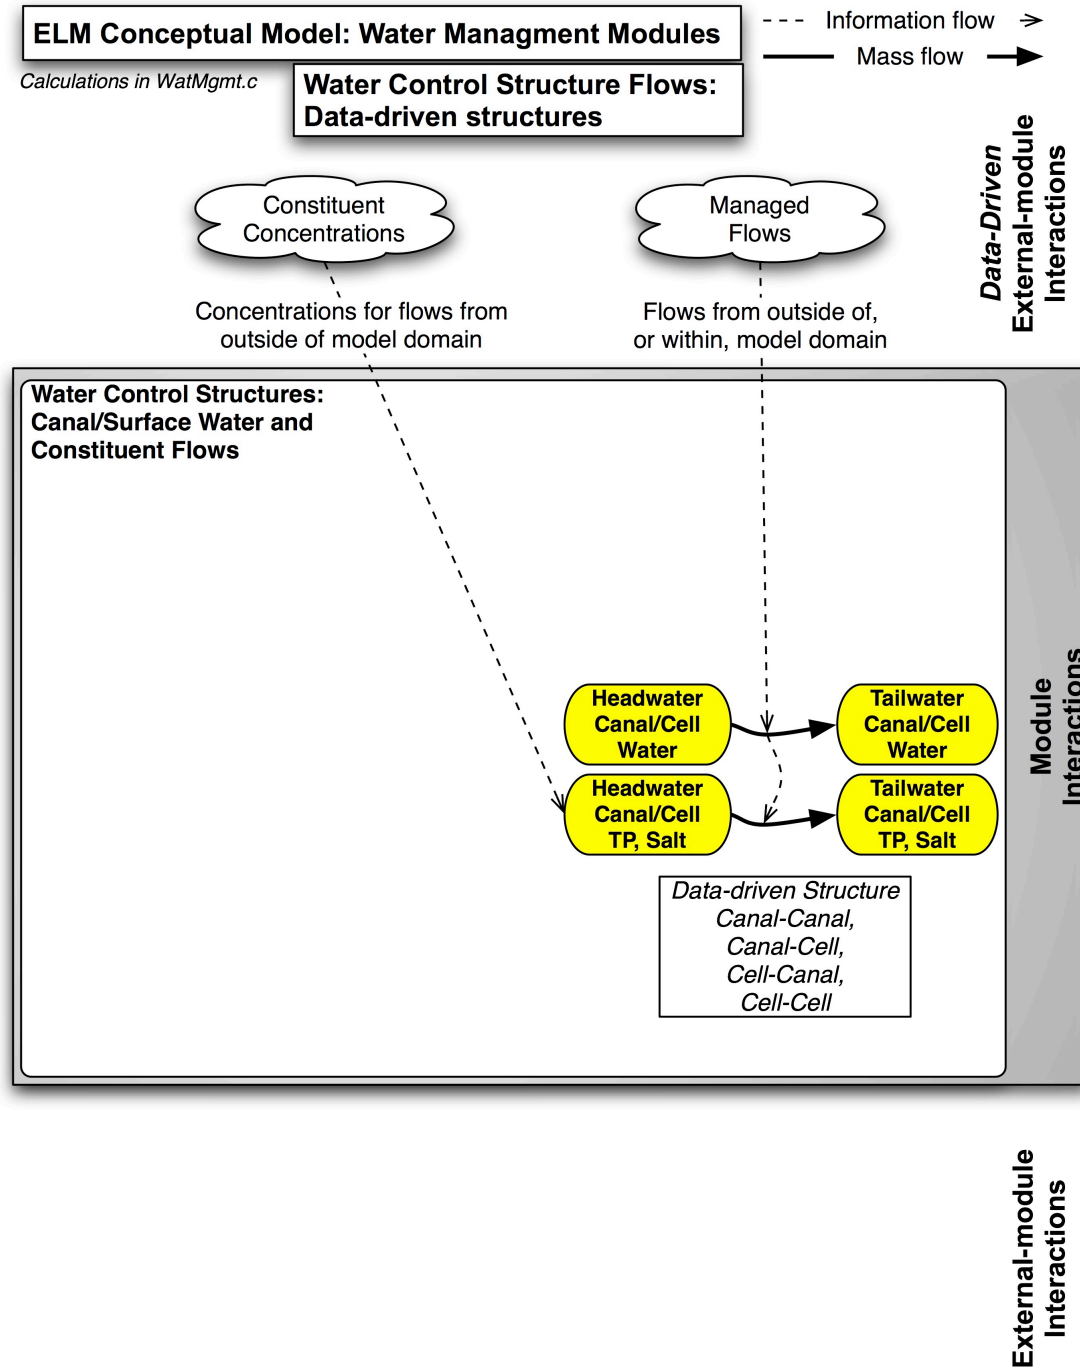 ELM Conceptual Model: Water Managment Modules
Information flow
Mass flow
Calculations in WatMgmt.c
Water Control Structure Flows:
Data-driven structures
Data-Driven
External-module
Interactions
Constituent
Concentrations
Managed
Flows
Concentrations for flows from
outside of model domain
Flows from outside of,
or within, model domain
Water Control Structures:
Canal/Surface Water and
Constituent Flows
Headwater
Canal/Cell
Water
Tailwater
Canal/Cell
Water
Headwater
Canal/Cell
TP, Salt
Tailwater
Canal/Cell
TP, Salt
Module
Interactions
Data-driven Structure
Canal-Canal,
Canal-Cell,
Cell-Canal,
Cell-Cell
External-module
Interactions